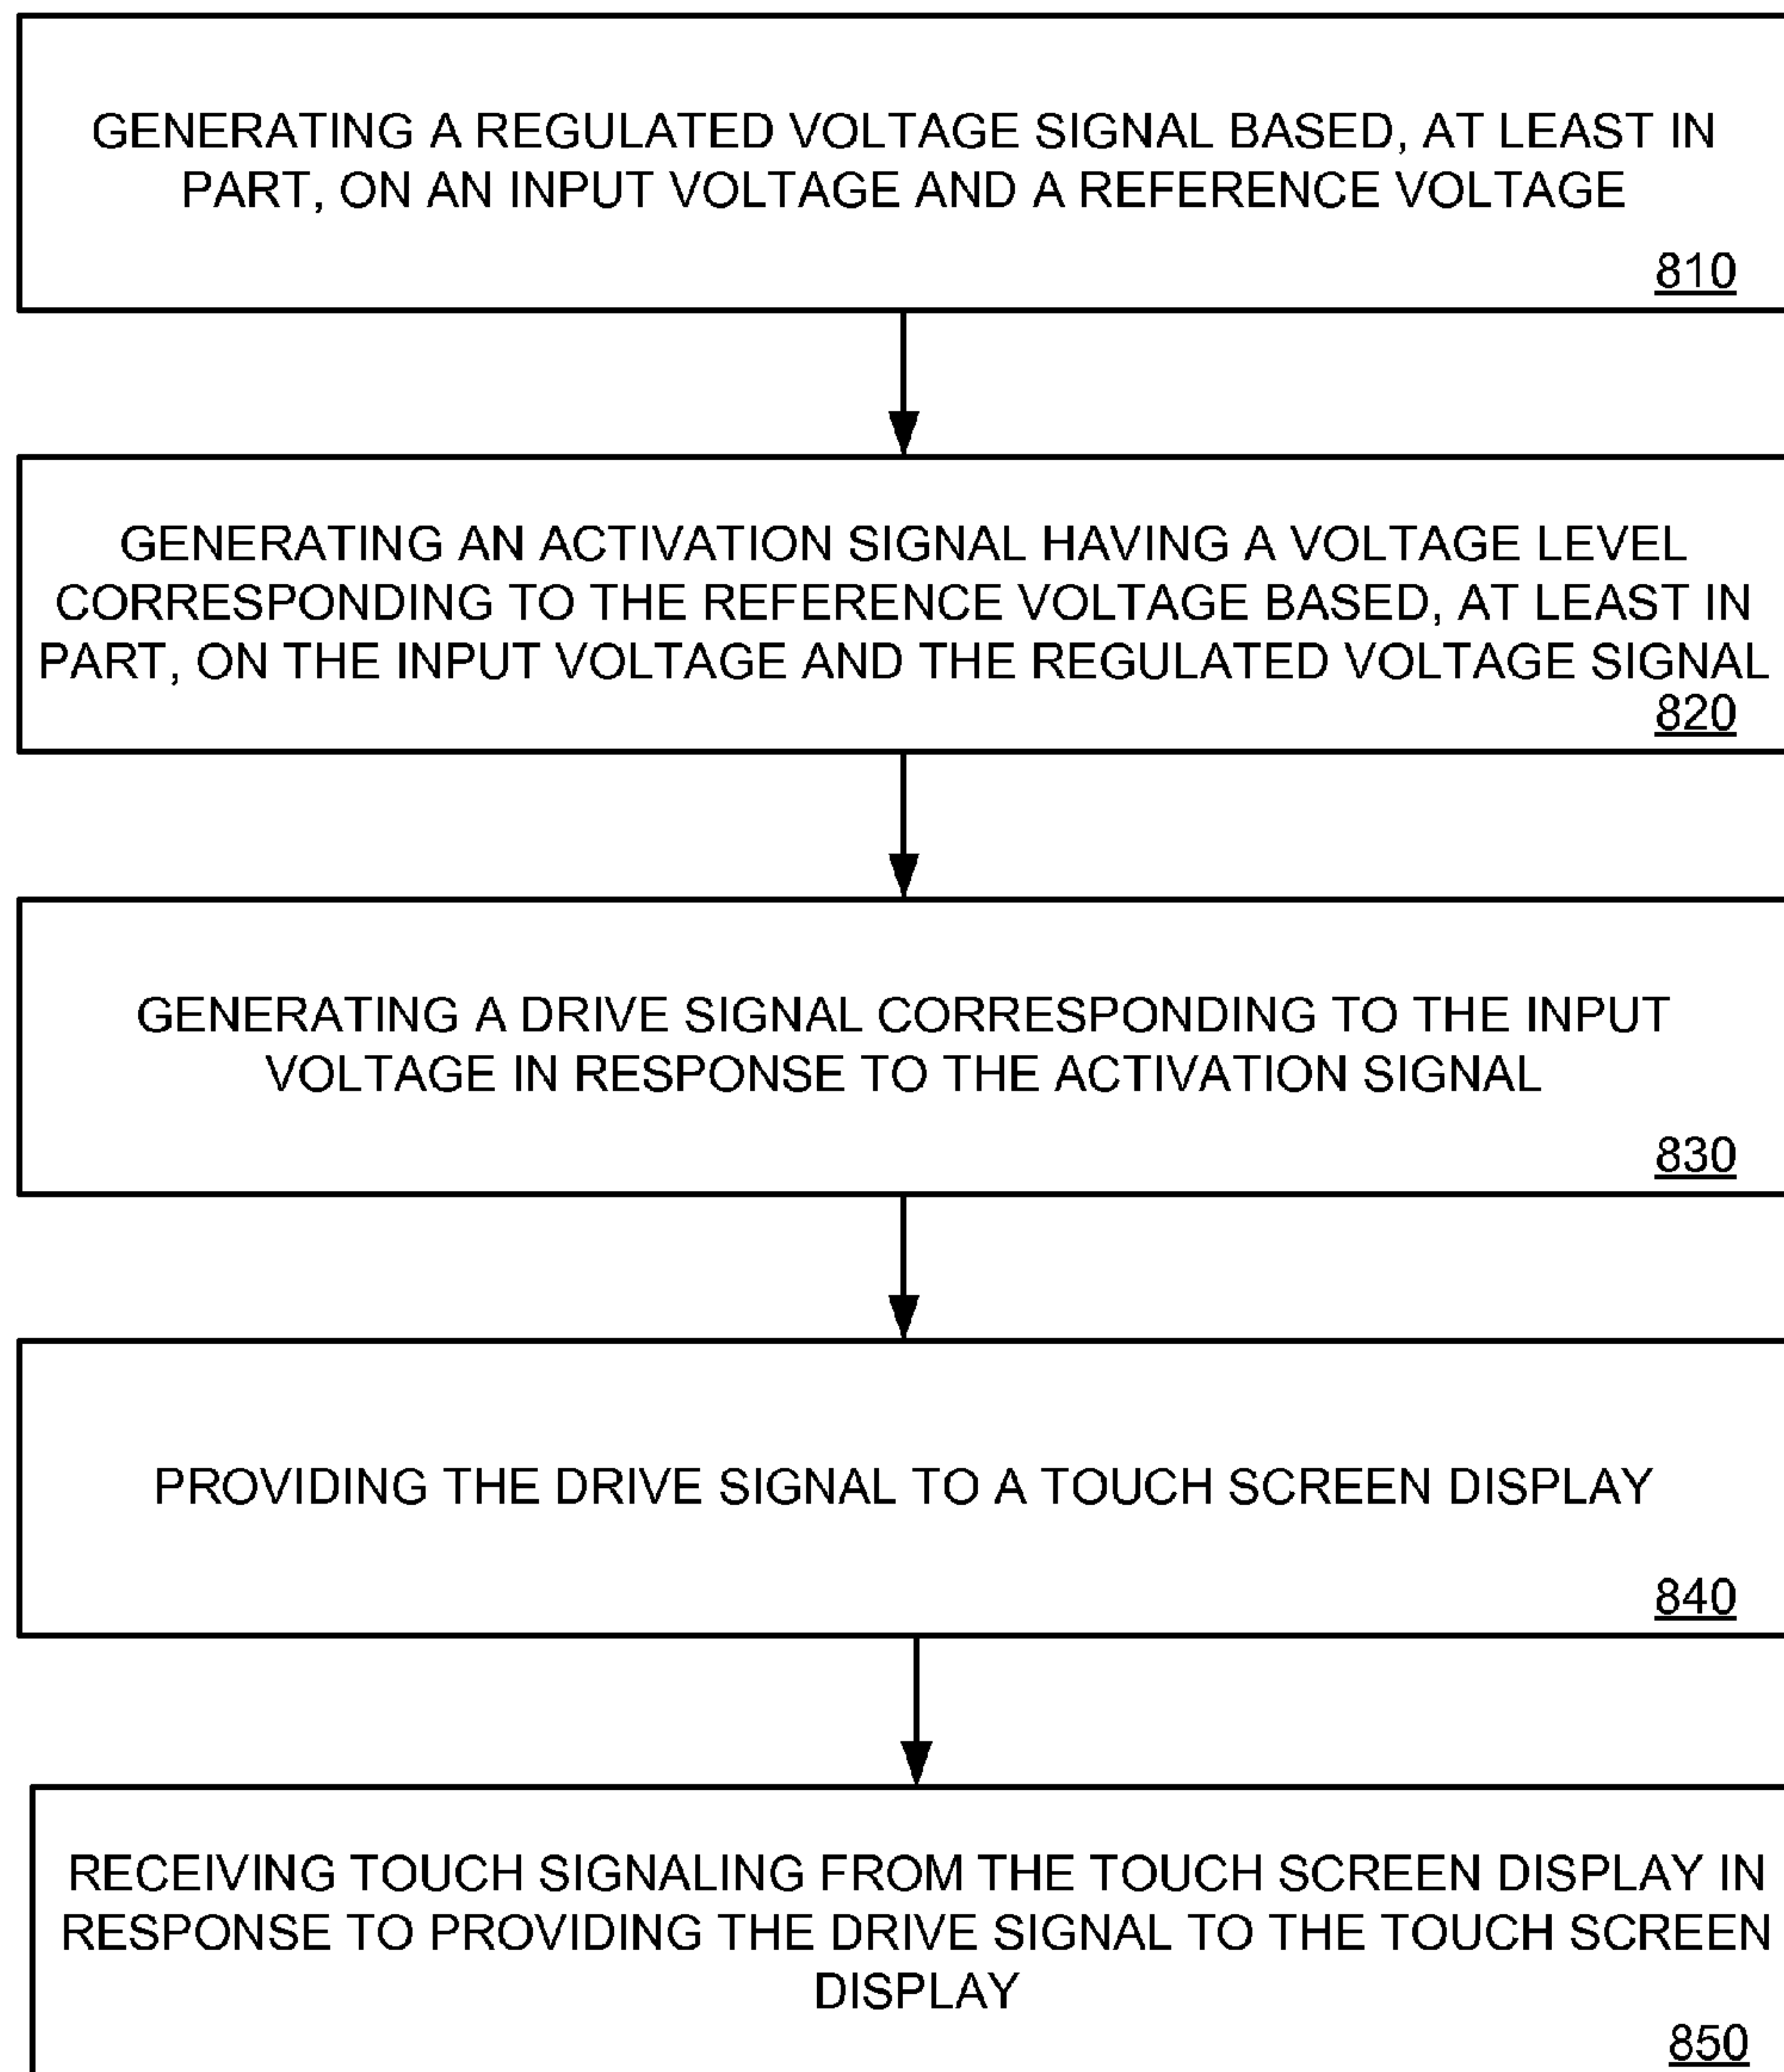 GENERATING A REGULATED VOLTAGE SIGNAL BASED, AT LEAST IN
PART, ON AN INPUT VOLTAGE AND A REFERENCE VOLTAGE
810
GENERATING AN ACTIVATION SIGNAL HAVING A VOLTAGE LEVEL
CORRESPONDING TO THE REFERENCE VOLTAGE BASED, AT LEAST IN
PART, ON THE INPUT VOLTAGE AND THE REGULATED VOLTAGE SIGNAL
820
GENERATING A DRIVE SIGNAL CORRESPONDING TO THE INPUT
VOLTAGE IN RESPONSE TO THE ACTIVATION SIGNAL
830
PROVIDING THE DRIVE SIGNAL TO A TOUCH SCREEN DISPLAY
840
RECEIVING TOUCH SIGNALING FROM THE TOUCH SCREEN DISPLAY IN
RESPONSE TO PROVIDING THE DRIVE SIGNAL TO THE TOUCH SCREEN
DISPLAY
850